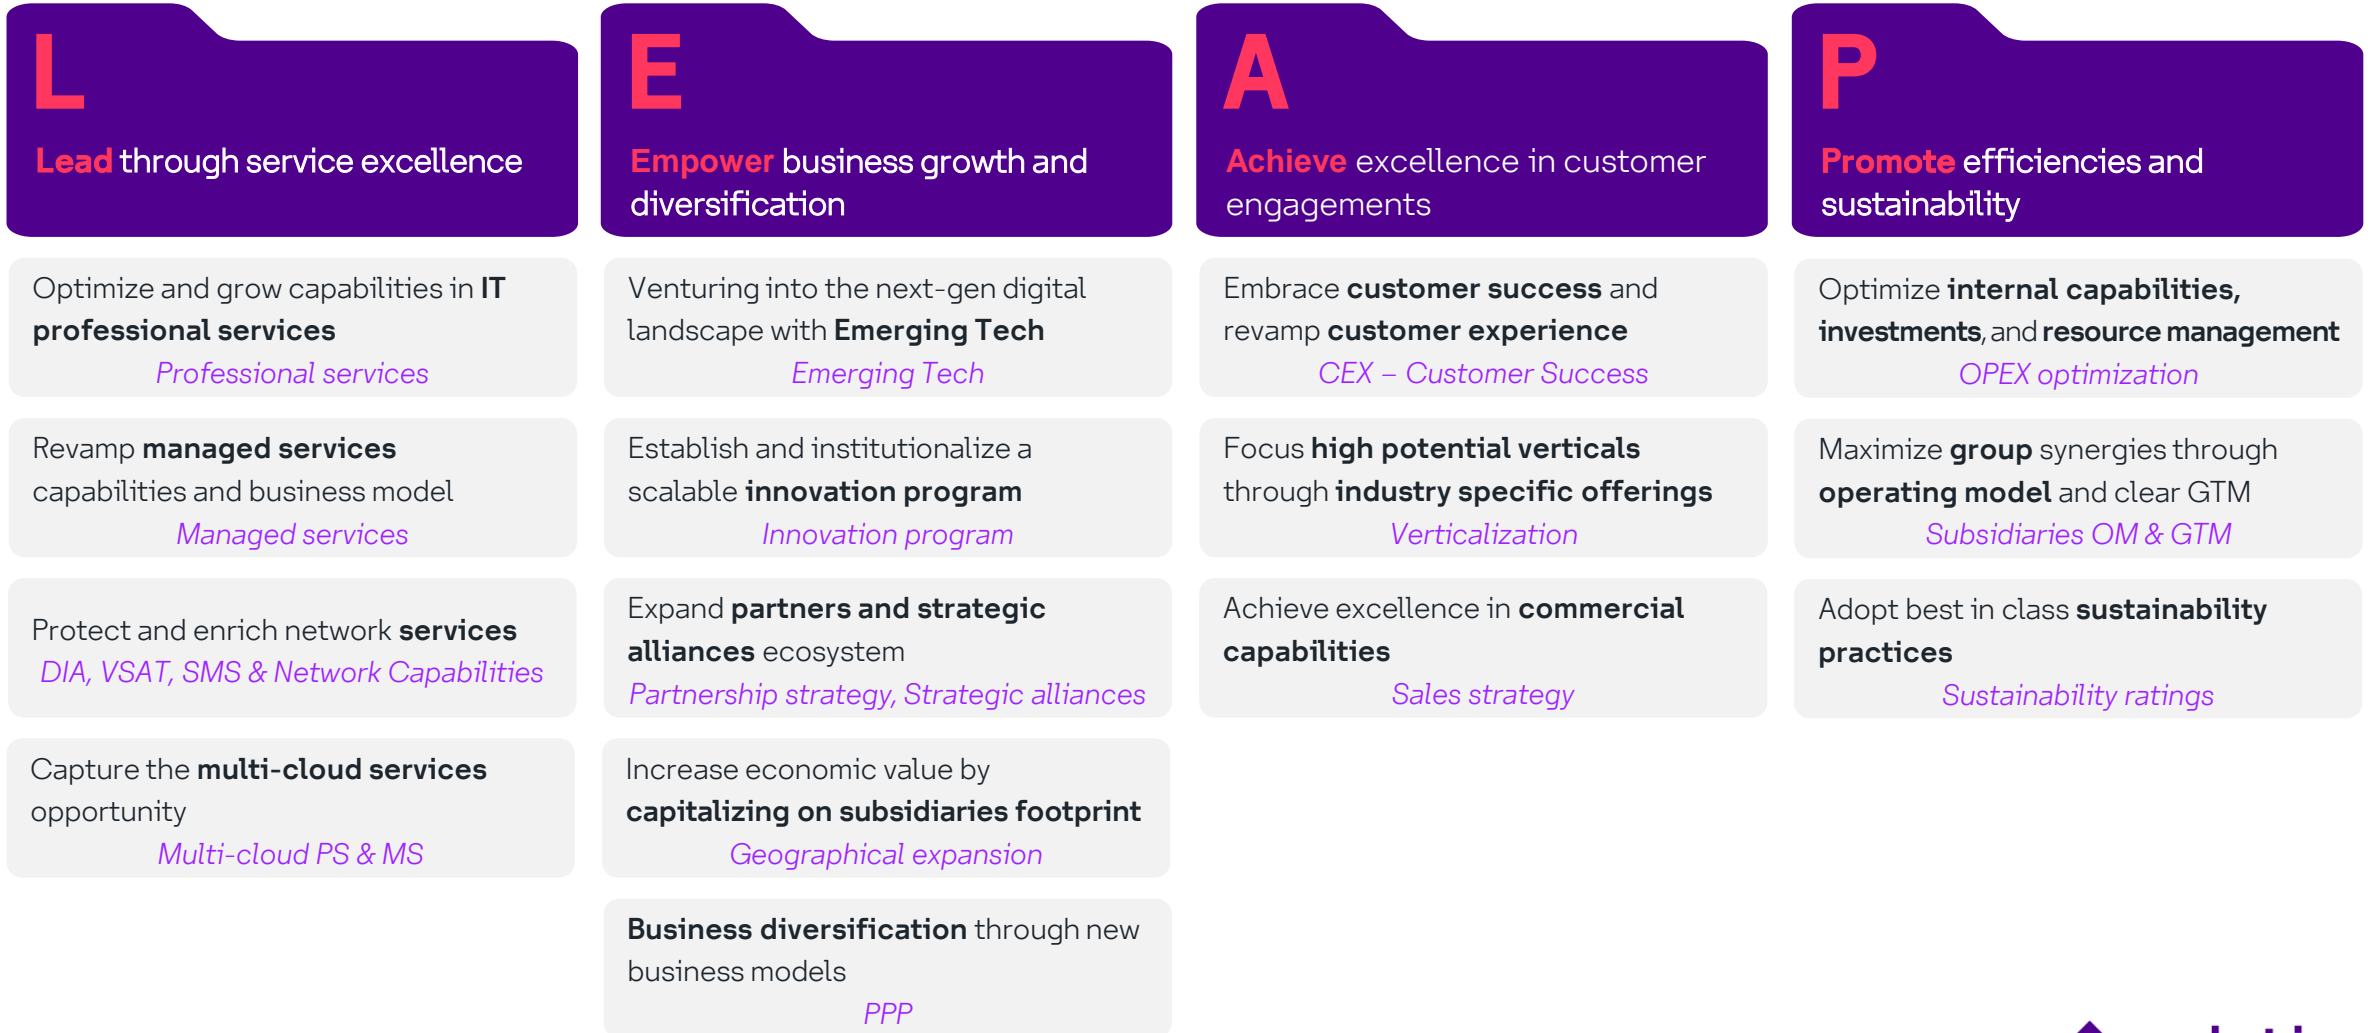 L
Lead through service excellence
Optimize and grow capabilities in IT
professional services
Professional services
Revamp managed services
capabilities and business model
Managed services
Protect and enrich network services
DIA, VSAT, SMS & Network Capabilities
Capture the multi-cloud services
opportunity
Multi-cloud PS & MS
E
Empower business growth and
diversification
Venturing into the next-gen digital
landscape with Emerging Tech
Emerging Tech
Establish and institutionalize a
scalable innovation program
Innovation program
Expand partners and strategic
alliances ecosystem
Partnership strategy, Strategic alliances
Increase economic value by
capitalizing on subsidiaries footprint
Geographical expansion
Business diversification through new
business models
PPP
A
Achieve excellence in customer
engagements
Embrace customer success and
revamp customer experience
CEX – Customer Success
Focus high potential verticals
through industry specific offerings
Verticalization
Achieve excellence in commercial
capabilities
Sales strategy
P
Promote efficiencies and
sustainability
Optimize internal capabilities,
investments, and resource management
OPEX optimization
Maximize group synergies through
operating model and clear GTM
Subsidiaries OM & GTM
Adopt best in class sustainability
practices
Sustainability ratings